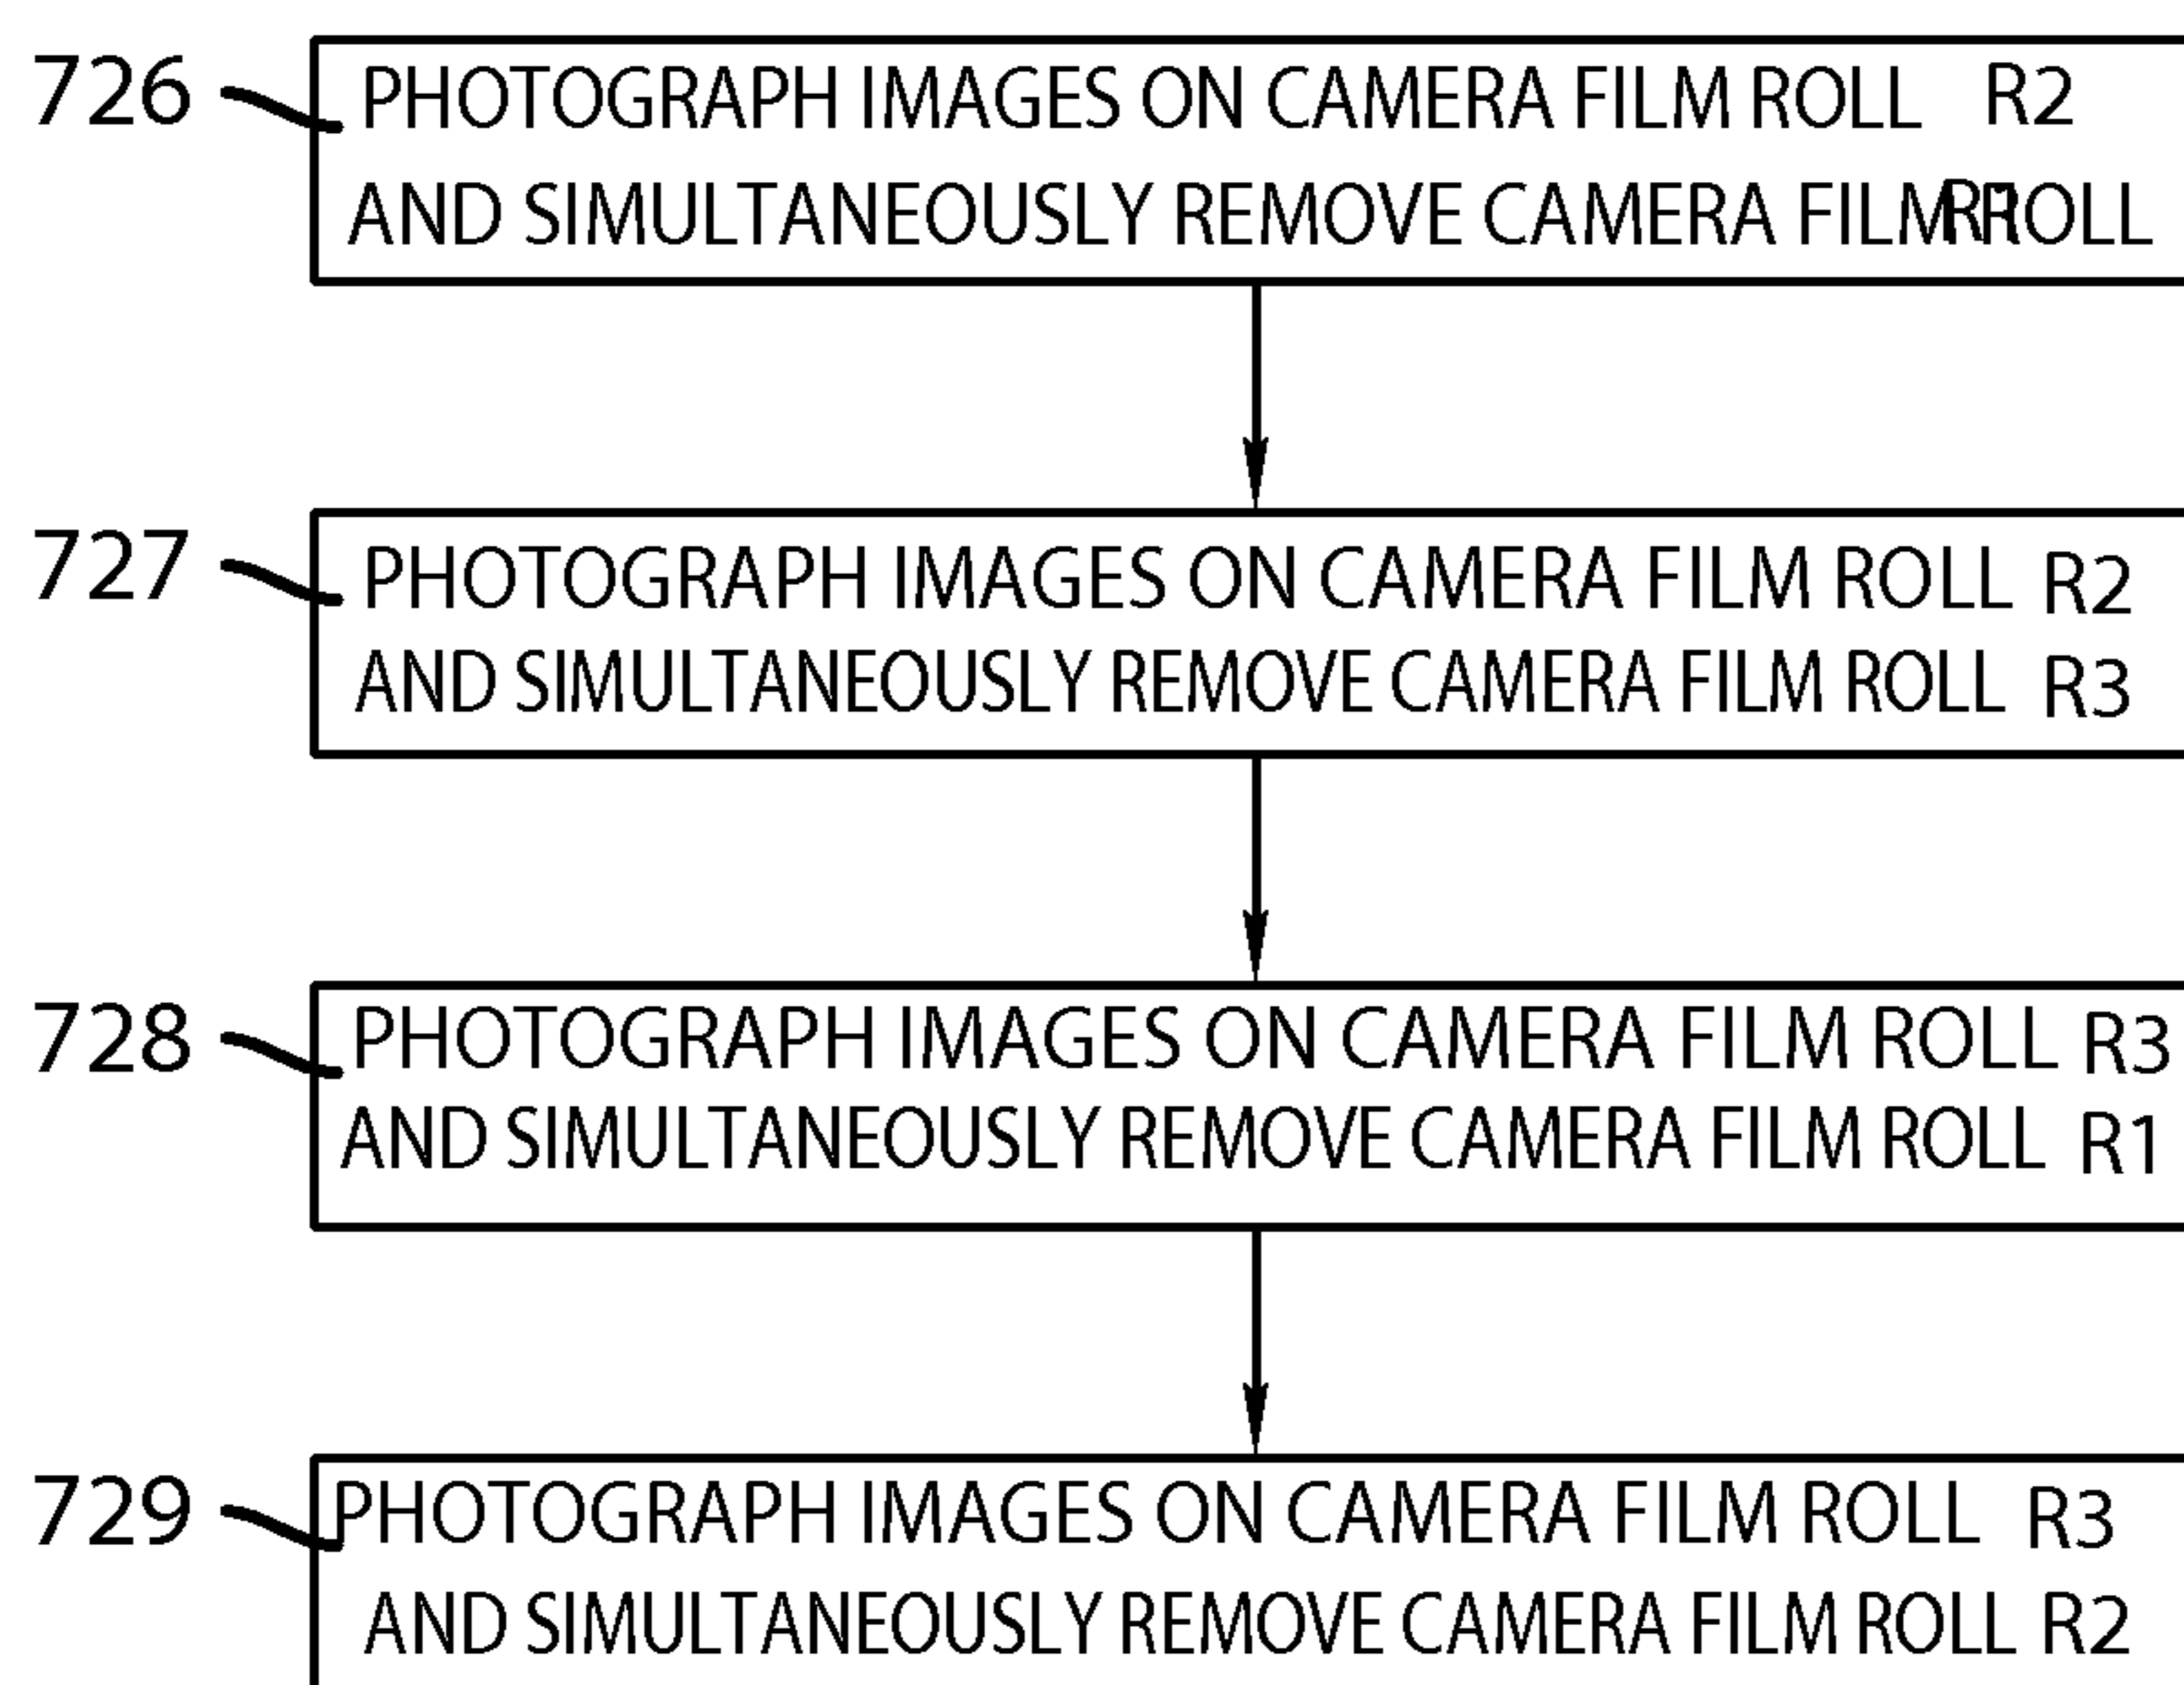 726 PHOTOGRAPH IMAGES ON CAMERA FILM ROLL R2
AND SIMULTANEOUSLY REMOVE CAMERA FILM ROLL
727 PHOTOGRAPH IMAGES ON CAMERA FILM ROLL R2
AND SIMULTANEOUSLY REMOVE CAMERA FILM ROLL R3
728 PHOTOGRAPH IMAGES ON CAMERA FILM ROLL R3
AND SIMULTANEOUSLY REMOVE CAMERA FILM ROLL R1
729 PHOTOGRAPH IMAGES ON CAMERA FILM ROLL R3
AND SIMULTANEOUSLY REMOVE CAMERA FILM ROLL R2